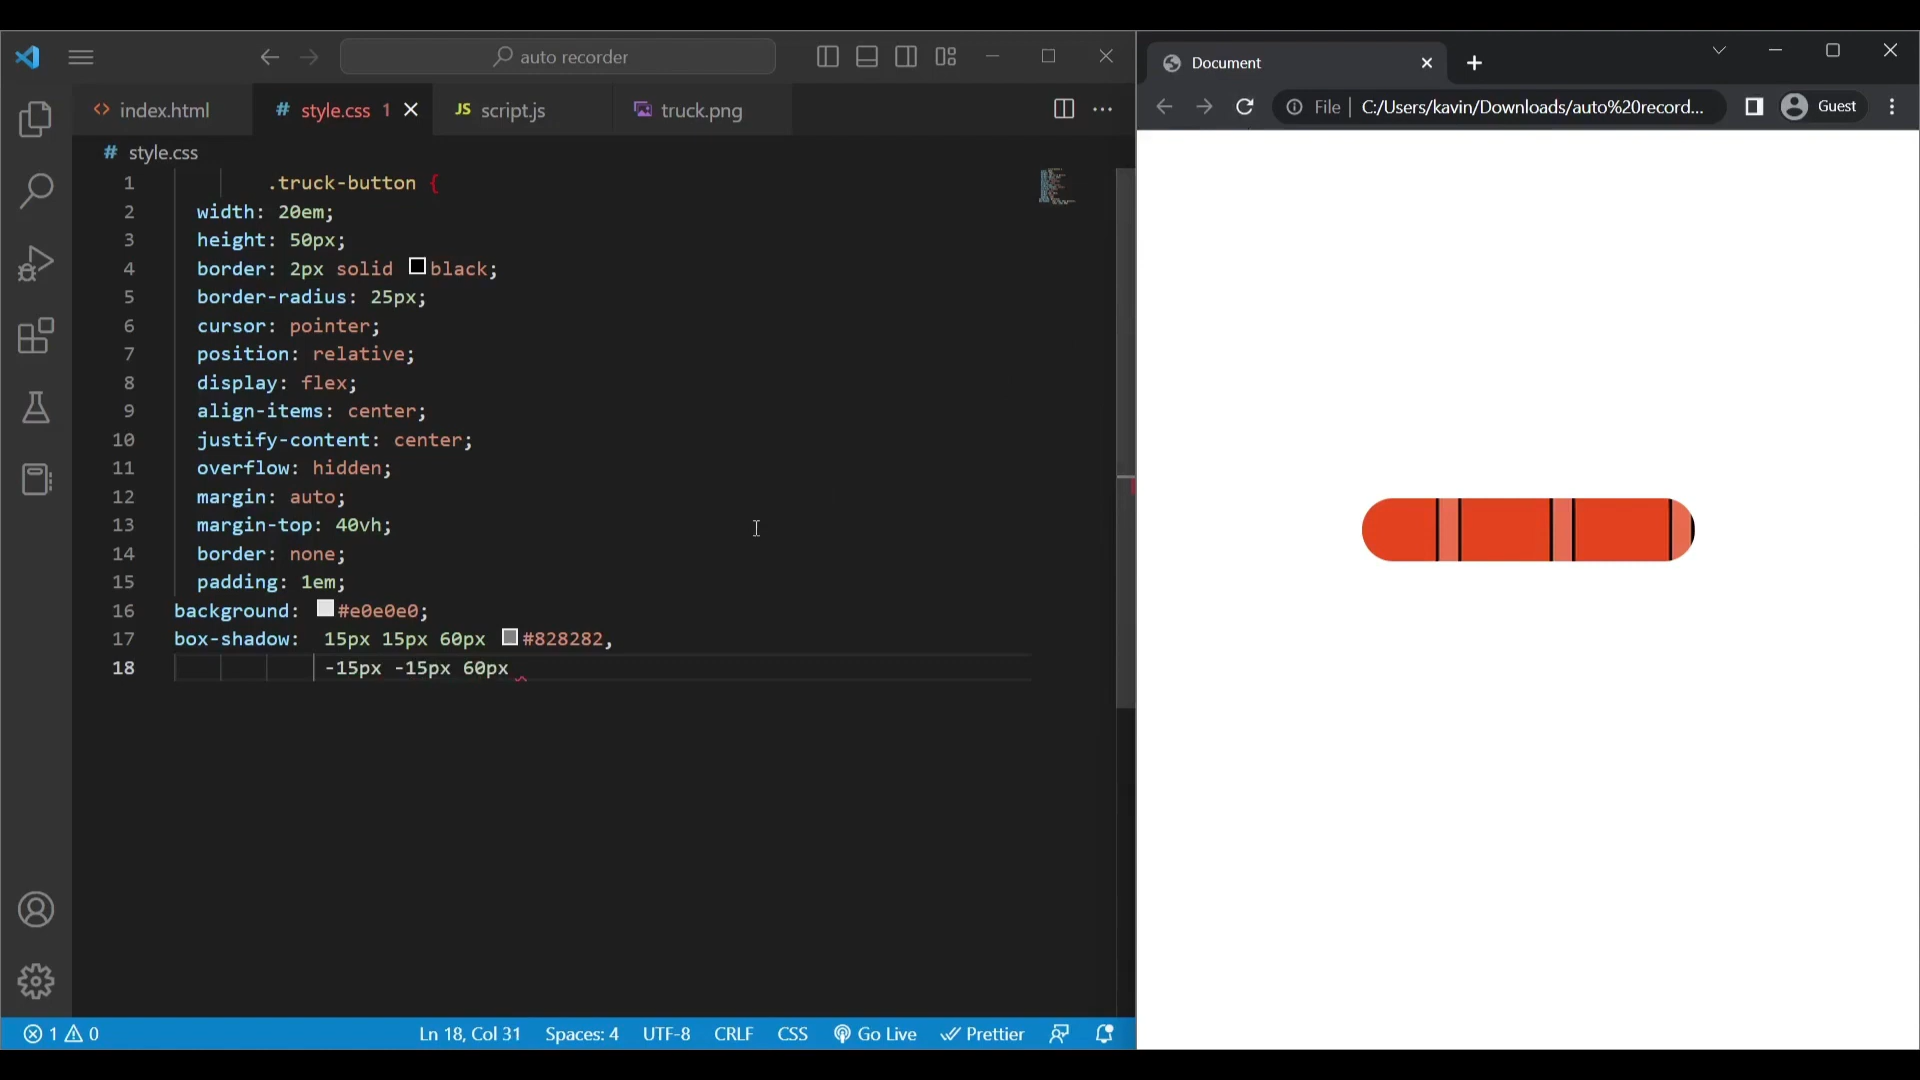 auto recorder
index.html
style.css 1
JS script.js
truck.png
# style.css
1 .truck-button {
2 width: 20em;
3 height: 50px;
4 border: 2px solid black;
5 border-radius: 25px;
6 cursor: pointer;
7 position: relative;
8 display: flex;
9 align-items: center;
10 justify-content: center;
11 overflow: hidden;
12 margin: auto;
13 margin-top: 40vh;
14 border: none;
15 padding: 1em;
16 background: #e0e0e0;
17 box-shadow: 15px 15px 60px #828282,
18 -15px -15px 60px
1 0
Ln 18, Col 31
Spaces: 4
UTF-8
CRLF
CSS
Go Live
Prettier
Document
File | C:/Users/kavin/Downloads/auto%20record...
Guest